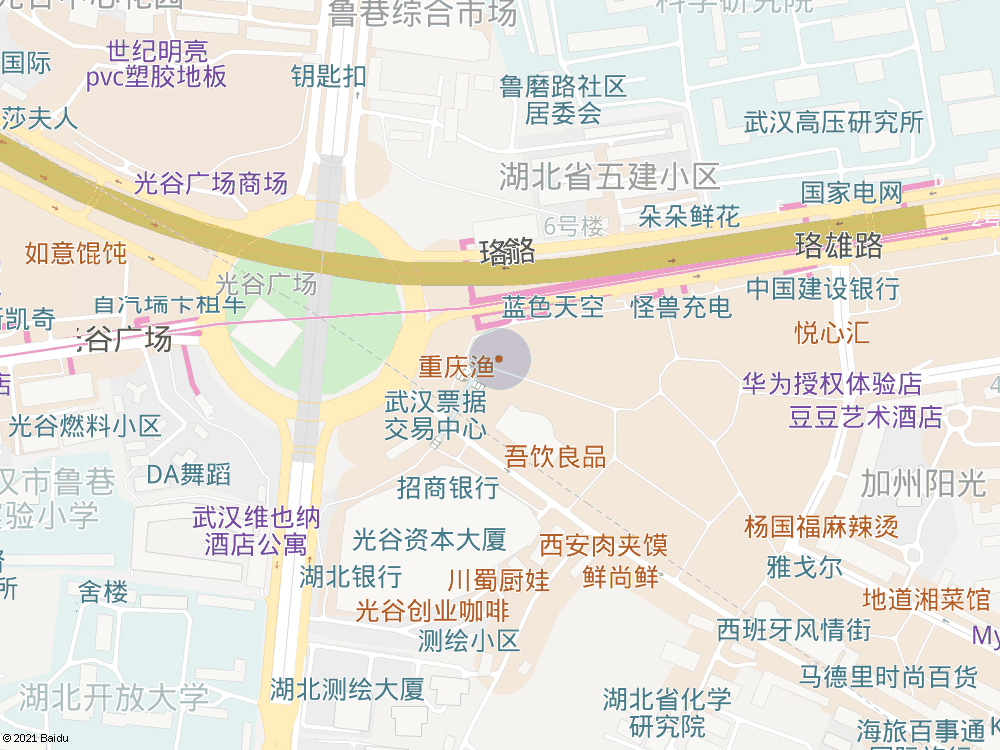 鲁巷综合市场
科学研究院
世纪明亮
pvc塑胶地板
国际
钥匙扣
鲁磨路社区
居委会
莎夫人
武汉高压研究所
光谷广场商场
湖北省五建小区
国家电网
6号楼
朵朵鲜花
如意馄饨
珞雄路
光谷广场
中国建设银行
蓝色天空
怪兽充电
凯奇
谷广场
悦心汇
重庆渔
华为授权体验店
店
武汉票据
交易中心
豆豆艺术酒店
光谷燃料小区
吾饮良品
DA舞蹈
汉市鲁巷
实验小学
招商银行
加州阳光
武汉维也纳
酒店公寓
杨国福麻辣烫
光谷资本大厦
西安肉夹馍
鲜尚鲜
雅戈尔
湖北银行
川蜀厨娃
所
舍楼
光谷创业咖啡
地道湘菜馆
测绘小区
西班牙风情街
My
马德里时尚百货
湖北开放大学
湖北测绘大厦
湖北省化学
研究院
海旅百事通
© 2021 Baidu